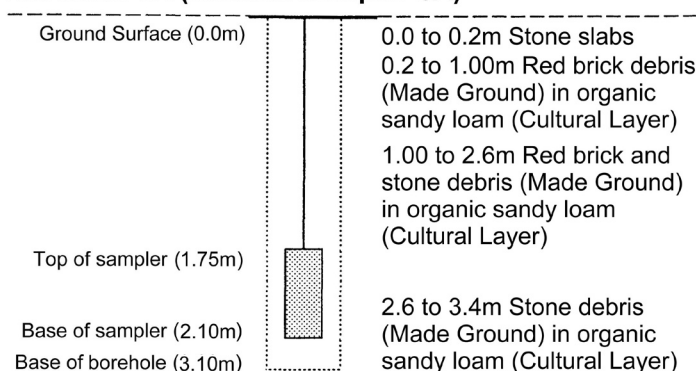 Ground Surface (0.0m)
Top of sampler (1.75m)
Base of sampler (2.10m)
Base of borehole (3.10m)
0.0 to 0.2m Stone slabs
0.2 to 1.00m Red brick debris
(Made Ground) in organic
sandy loam (Cultural Layer)
1.00 to 2.6m Red brick and
stone debris (Made Ground)
in organic sandy loam
(Cultural Layer)
2.6 to 3.4m Stone debris
(Made Ground) in organic
sandy loam (Cultural Layer)